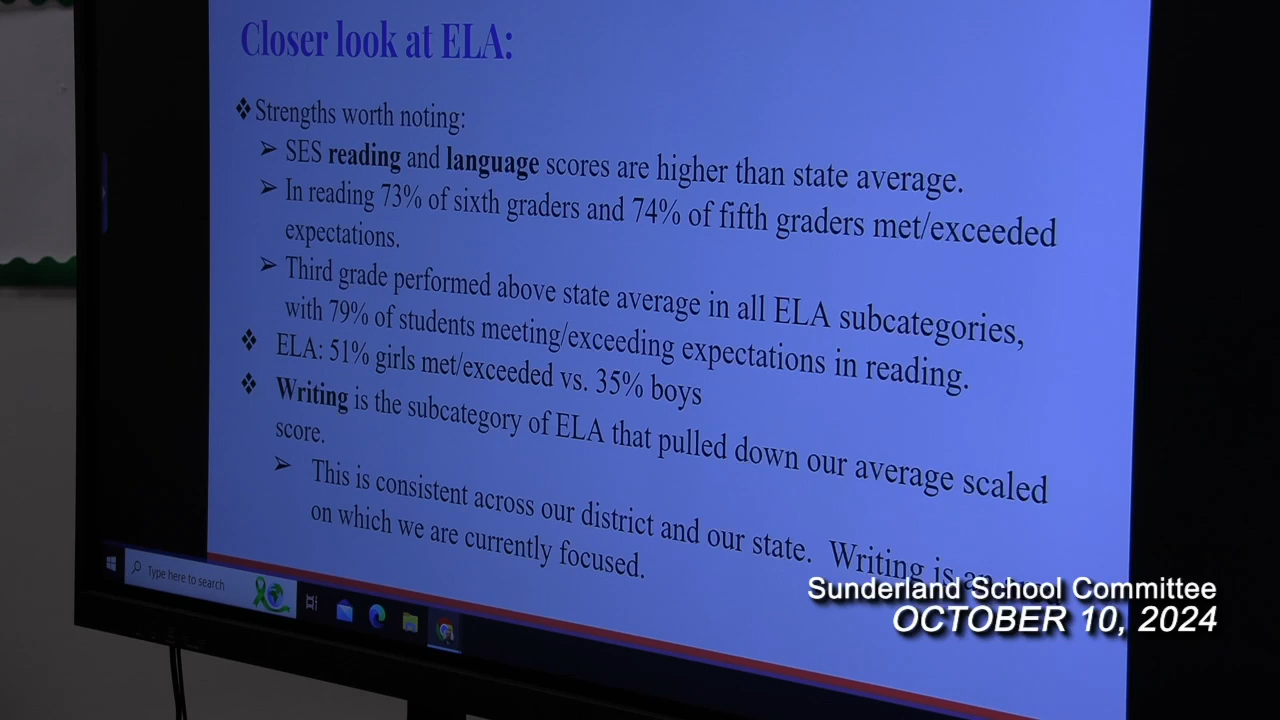 Closer look at ELA:
❖ Strengths worth noting:
➢ SES reading and language scores are higher than state average.
➢ In reading 73% of sixth graders and 74% of fifth graders met/exceeded
expectations.
➢ Third grade performed above state average in all ELA subcategories,
with 79% of students meeting/exceeding expectations in reading.
❖ ELA: 51% girls met/exceeded vs. 35% boys
❖ Writing is the subcategory of ELA that pulled down our average scaled
score.
➢ This is consistent across our district and our state. Writing is
on which we are currently focused.
Type here to search
Sunderland School Committee
OCTOBER 10, 2024